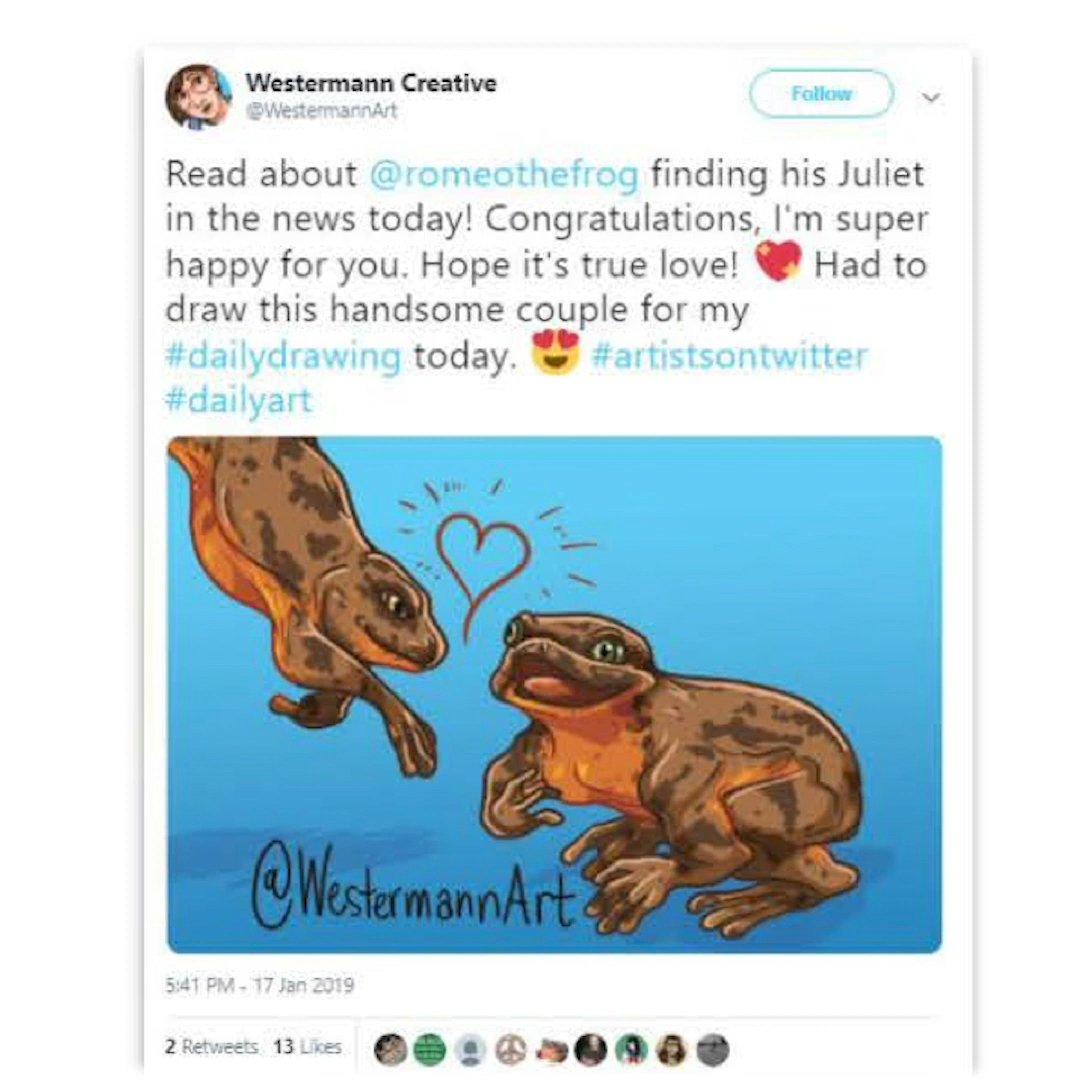 Westermann Creative
@WestermannArt
Follow
Read about @romeothefrog finding his Juliet
in the news today! Congratulations, I'm super
happy for you. Hope it's true love! 💖 Had to
draw this handsome couple for my
#dailydrawing today. 😍 #artistsontwitter
#dailyart
@WestermannArt
5:41 PM - 17 Jan 2019
2 Retweets 13 Likes